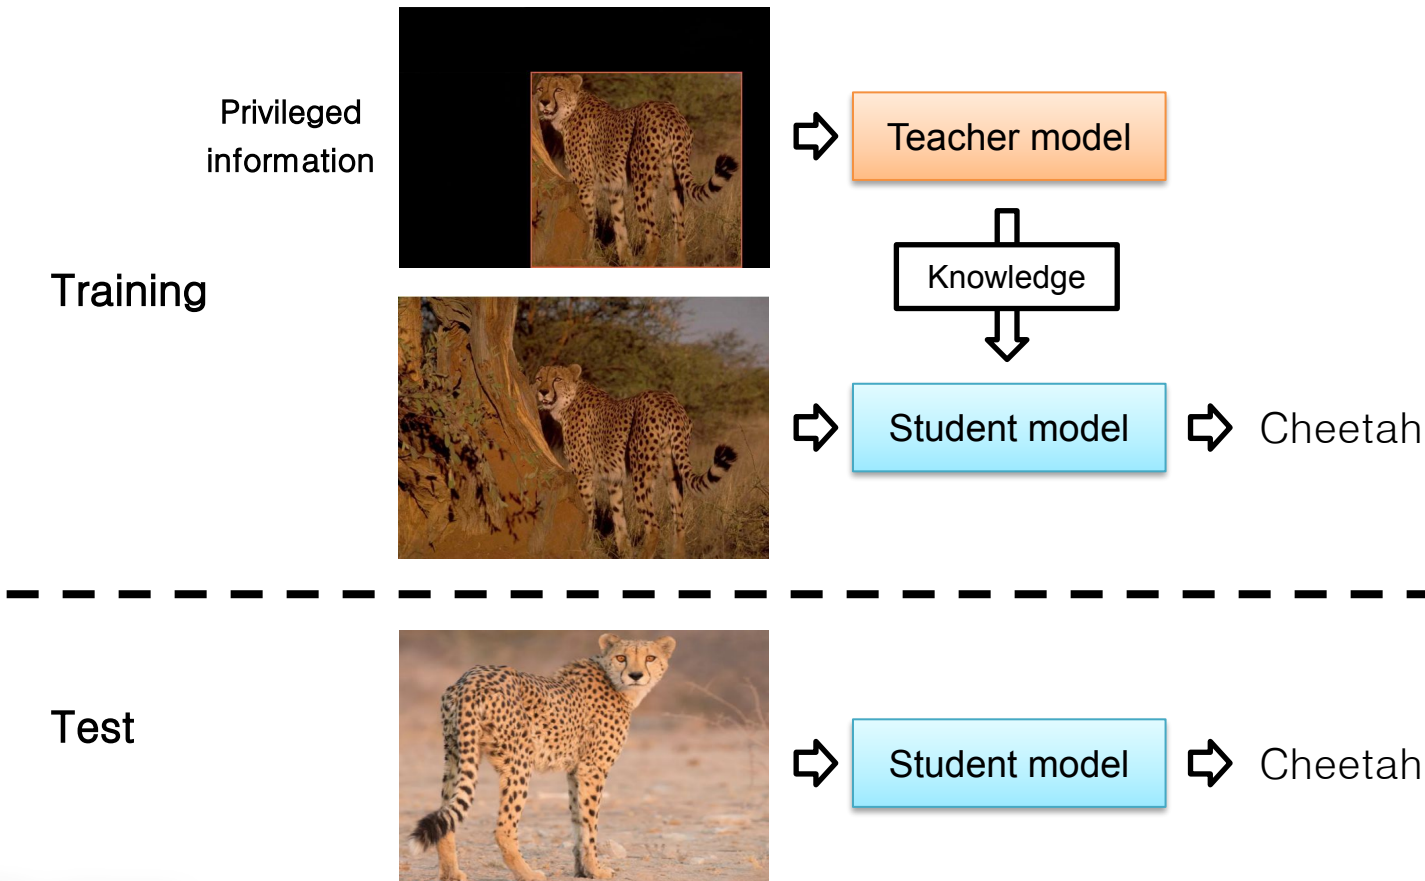 Privileged
information
Teacher model
Training
Knowledge
Student model
Cheetah
Test
Student model
Cheetah